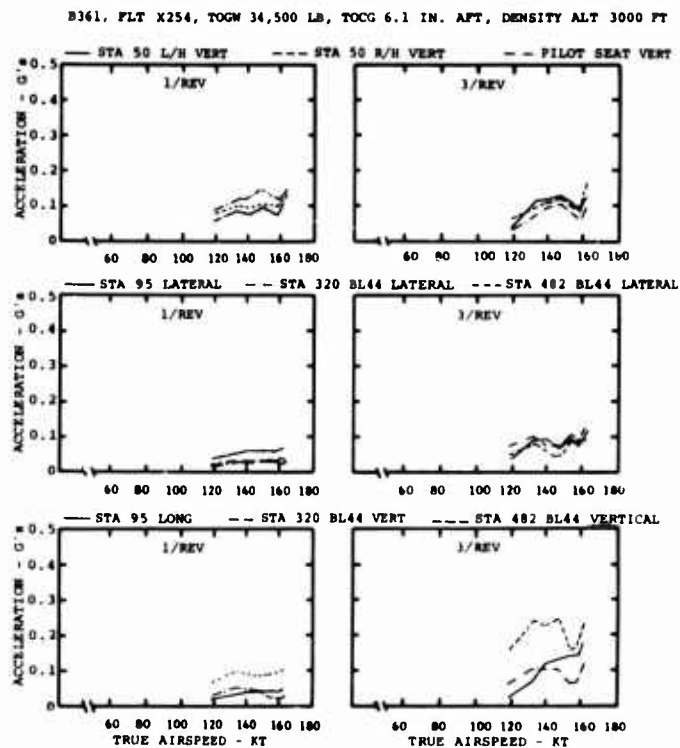 B361, FLT X254, TOGW 34,500 LB, TOCG 6.1 IN. AFT, DENSITY ALT 3000 FT
STA 50 L/H VERT STA 50 R/H VERT PILOT SEAT VERT
ACCELERATION - G's
0.5
0.4
0.3
0.2
0.1
0
1/REV
60 80 100 120 140 160 180
3/REV
60 80 100 120 140 160 180
STA 95 LATERAL STA 320 BL44 LATERAL STA 482 BL44 LATERAL
ACCELERATION - G's
0.5
0.4
0.3
0.2
0.1
0
1/REV
60 80 100 120 140 160 180
3/REV
60 80 100 120 140 160 180
STA 95 LONG STA 320 BL44 VERT STA 482 BL44 VERTICAL
ACCELERATION - G's
0.5
0.4
0.3
0.2
0.1
0
1/REV
60 80 100 120 140 160 180
TRUE AIRSPEED - KT
3/REV
60 80 100 120 140 160 180
TRUE AIRSPEED - KT